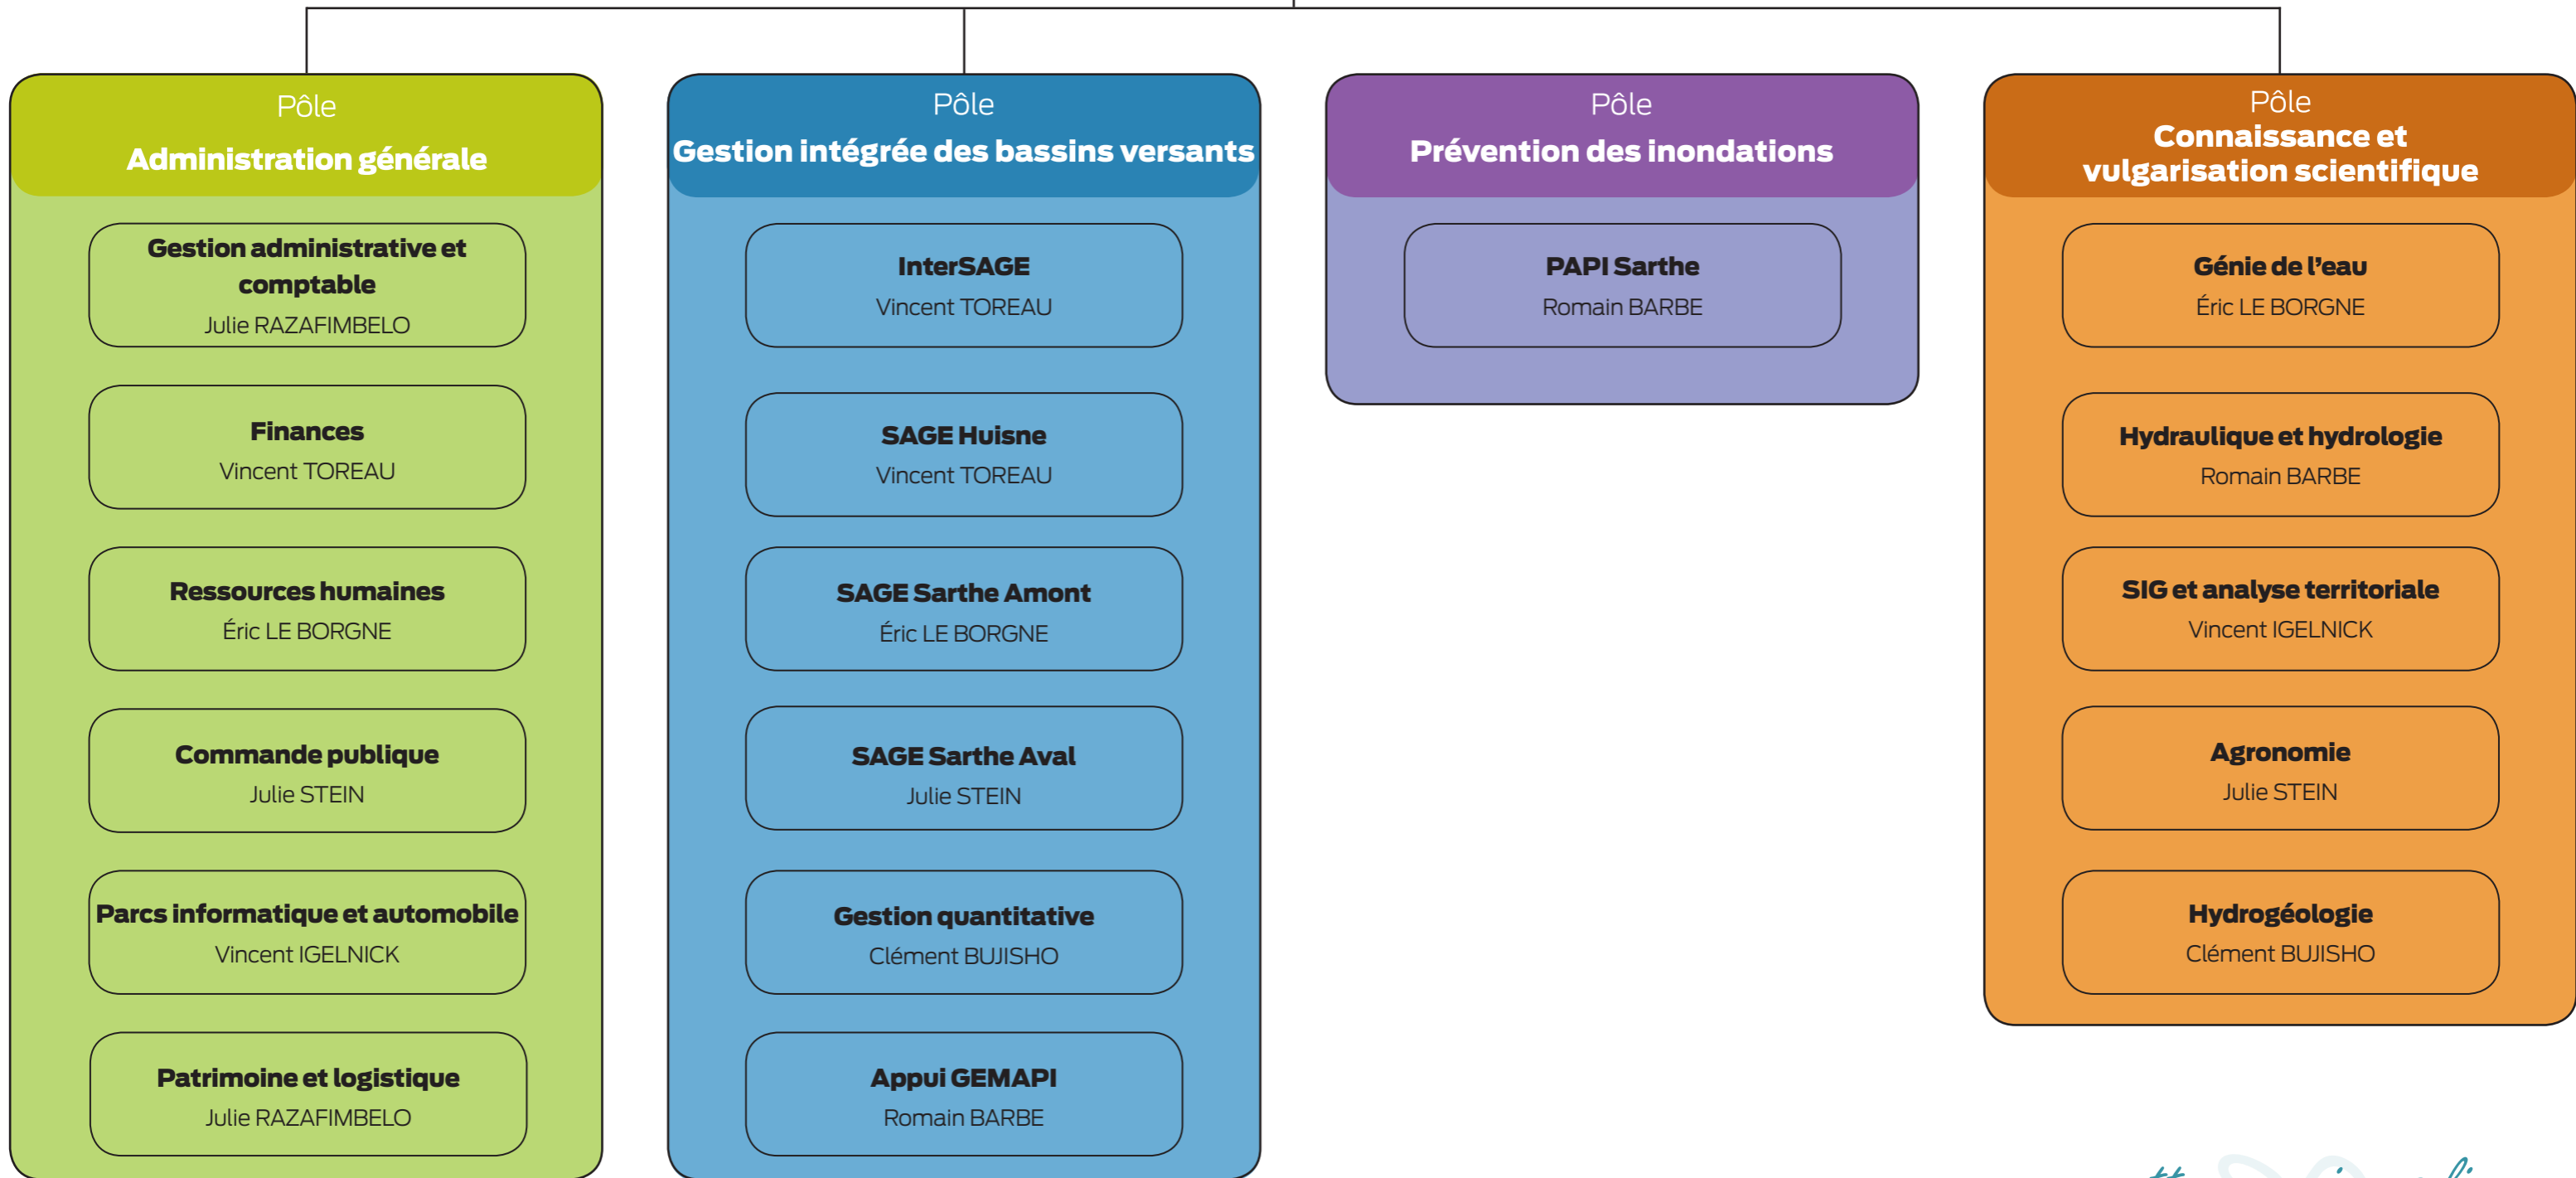 Pôle
Administration générale
Gestion administrative et
comptable
Julie RAZAFIMBELO
Finances
Vincent TOREAU
Ressources humaines
Éric LE BORGNE
Commande publique
Julie STEIN
Parcs informatique et automobile
Vincent IGELNICK
Patrimoine et logistique
Julie RAZAFIMBELO
Pôle
Gestion intégrée des bassins versants
InterSAGE
Vincent TOREAU
SAGE Huisne
Vincent TOREAU
SAGE Sarthe Amont
Éric LE BORGNE
SAGE Sarthe Aval
Julie STEIN
Gestion quantitative
Clément BUJISHO
Appui GEMAPI
Romain BARBE
Pôle
Prévention des inondations
PAPI Sarthe
Romain BARBE
Pôle
Connaissance et
vulgarisation scientifique
Génie de l’eau
Éric LE BORGNE
Hydraulique et hydrologie
Romain BARBE
SIG et analyse territoriale
Vincent IGELNICK
Agronomie
Julie STEIN
Hydrogéologie
Clément BUJISHO